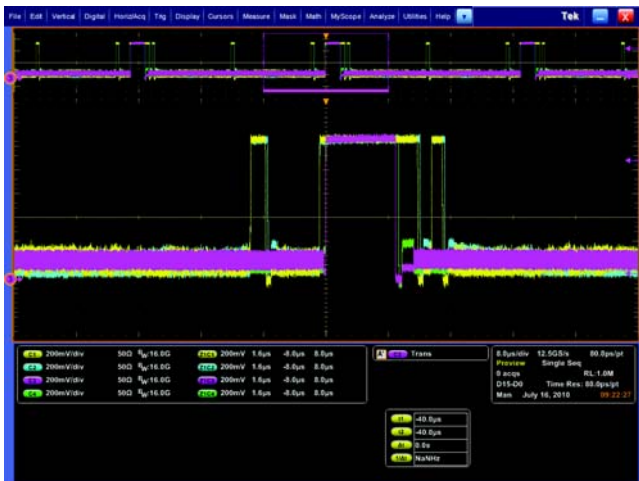 File Edit Vertical Digital Horiz/Acq Trig Display Cursors Measure Mask Math MyScope Analyze Utilities Help Tek X
C1 200mV/div 50Ω BW:16.0G Z1C1 200mV 1.6µs -8.0µs 8.0µs
C2 200mV/div 50Ω BW:16.0G Z1C2 200mV 1.6µs -8.0µs 8.0µs
C3 200mV/div 50Ω BW:16.0G Z1C3 200mV 1.6µs -8.0µs 8.0µs
C4 200mV/div 50Ω BW:16.0G Z1C4 200mV 1.6µs -8.0µs 8.0µs
A' C3 Trans
8.0µs/div 12.5GS/s 80.0ps/pt
Preview Single Seq
0 acqs RL:1.0M
D15-D0 Time Res: 80.0ps/pt
Man July 16, 2018 09:22:27
t1 -40.0µs
t2 -40.0µs
Δt 0.0s
1/Δt NaNHz